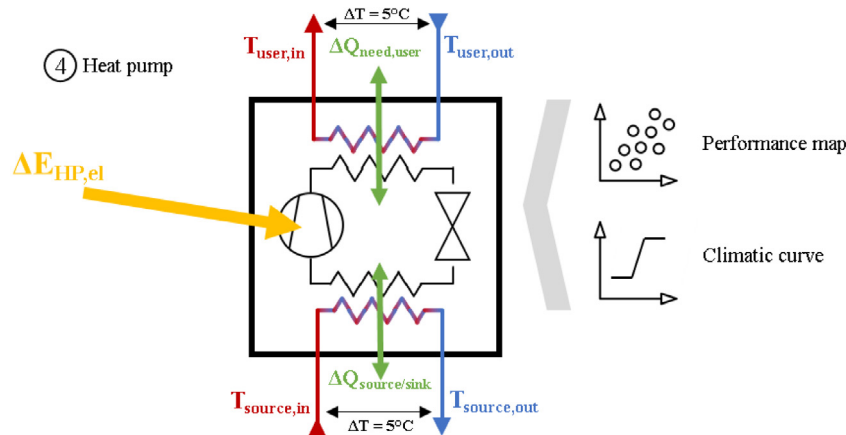 ΔT = 5°C
T_user,in
ΔQ_need,user
T_user,out
4 Heat pump
ΔE_HP,el
Performance map
Climatic curve
ΔQ_source/sink
T_source,in
T_source,out
ΔT = 5°C